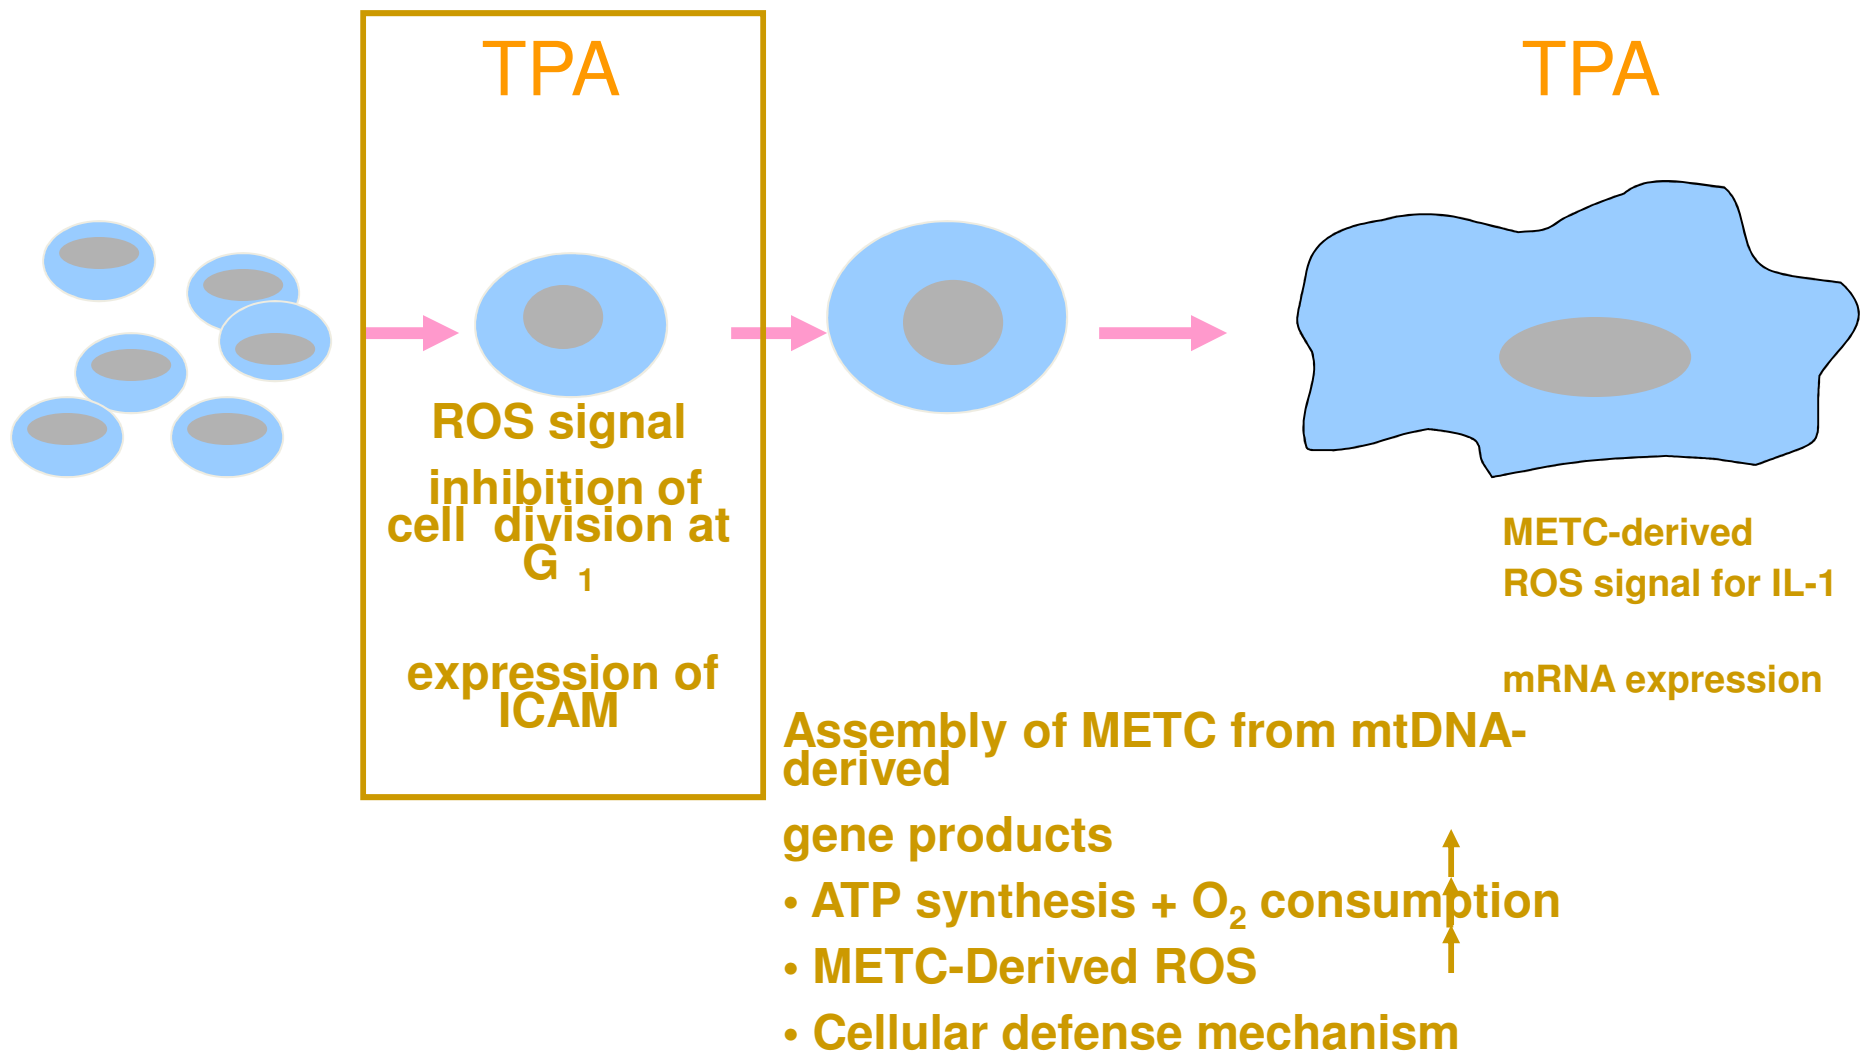 TPA
TPA
ROS signal
inhibition of
cell division at
G 1
expression of
ICAM
METC-derived
ROS signal for IL-1
mRNA expression
Assembly of METC from mtDNA-
derived
gene products
• ATP synthesis + O2 consumption
• METC-Derived ROS
• Cellular defense mechanism